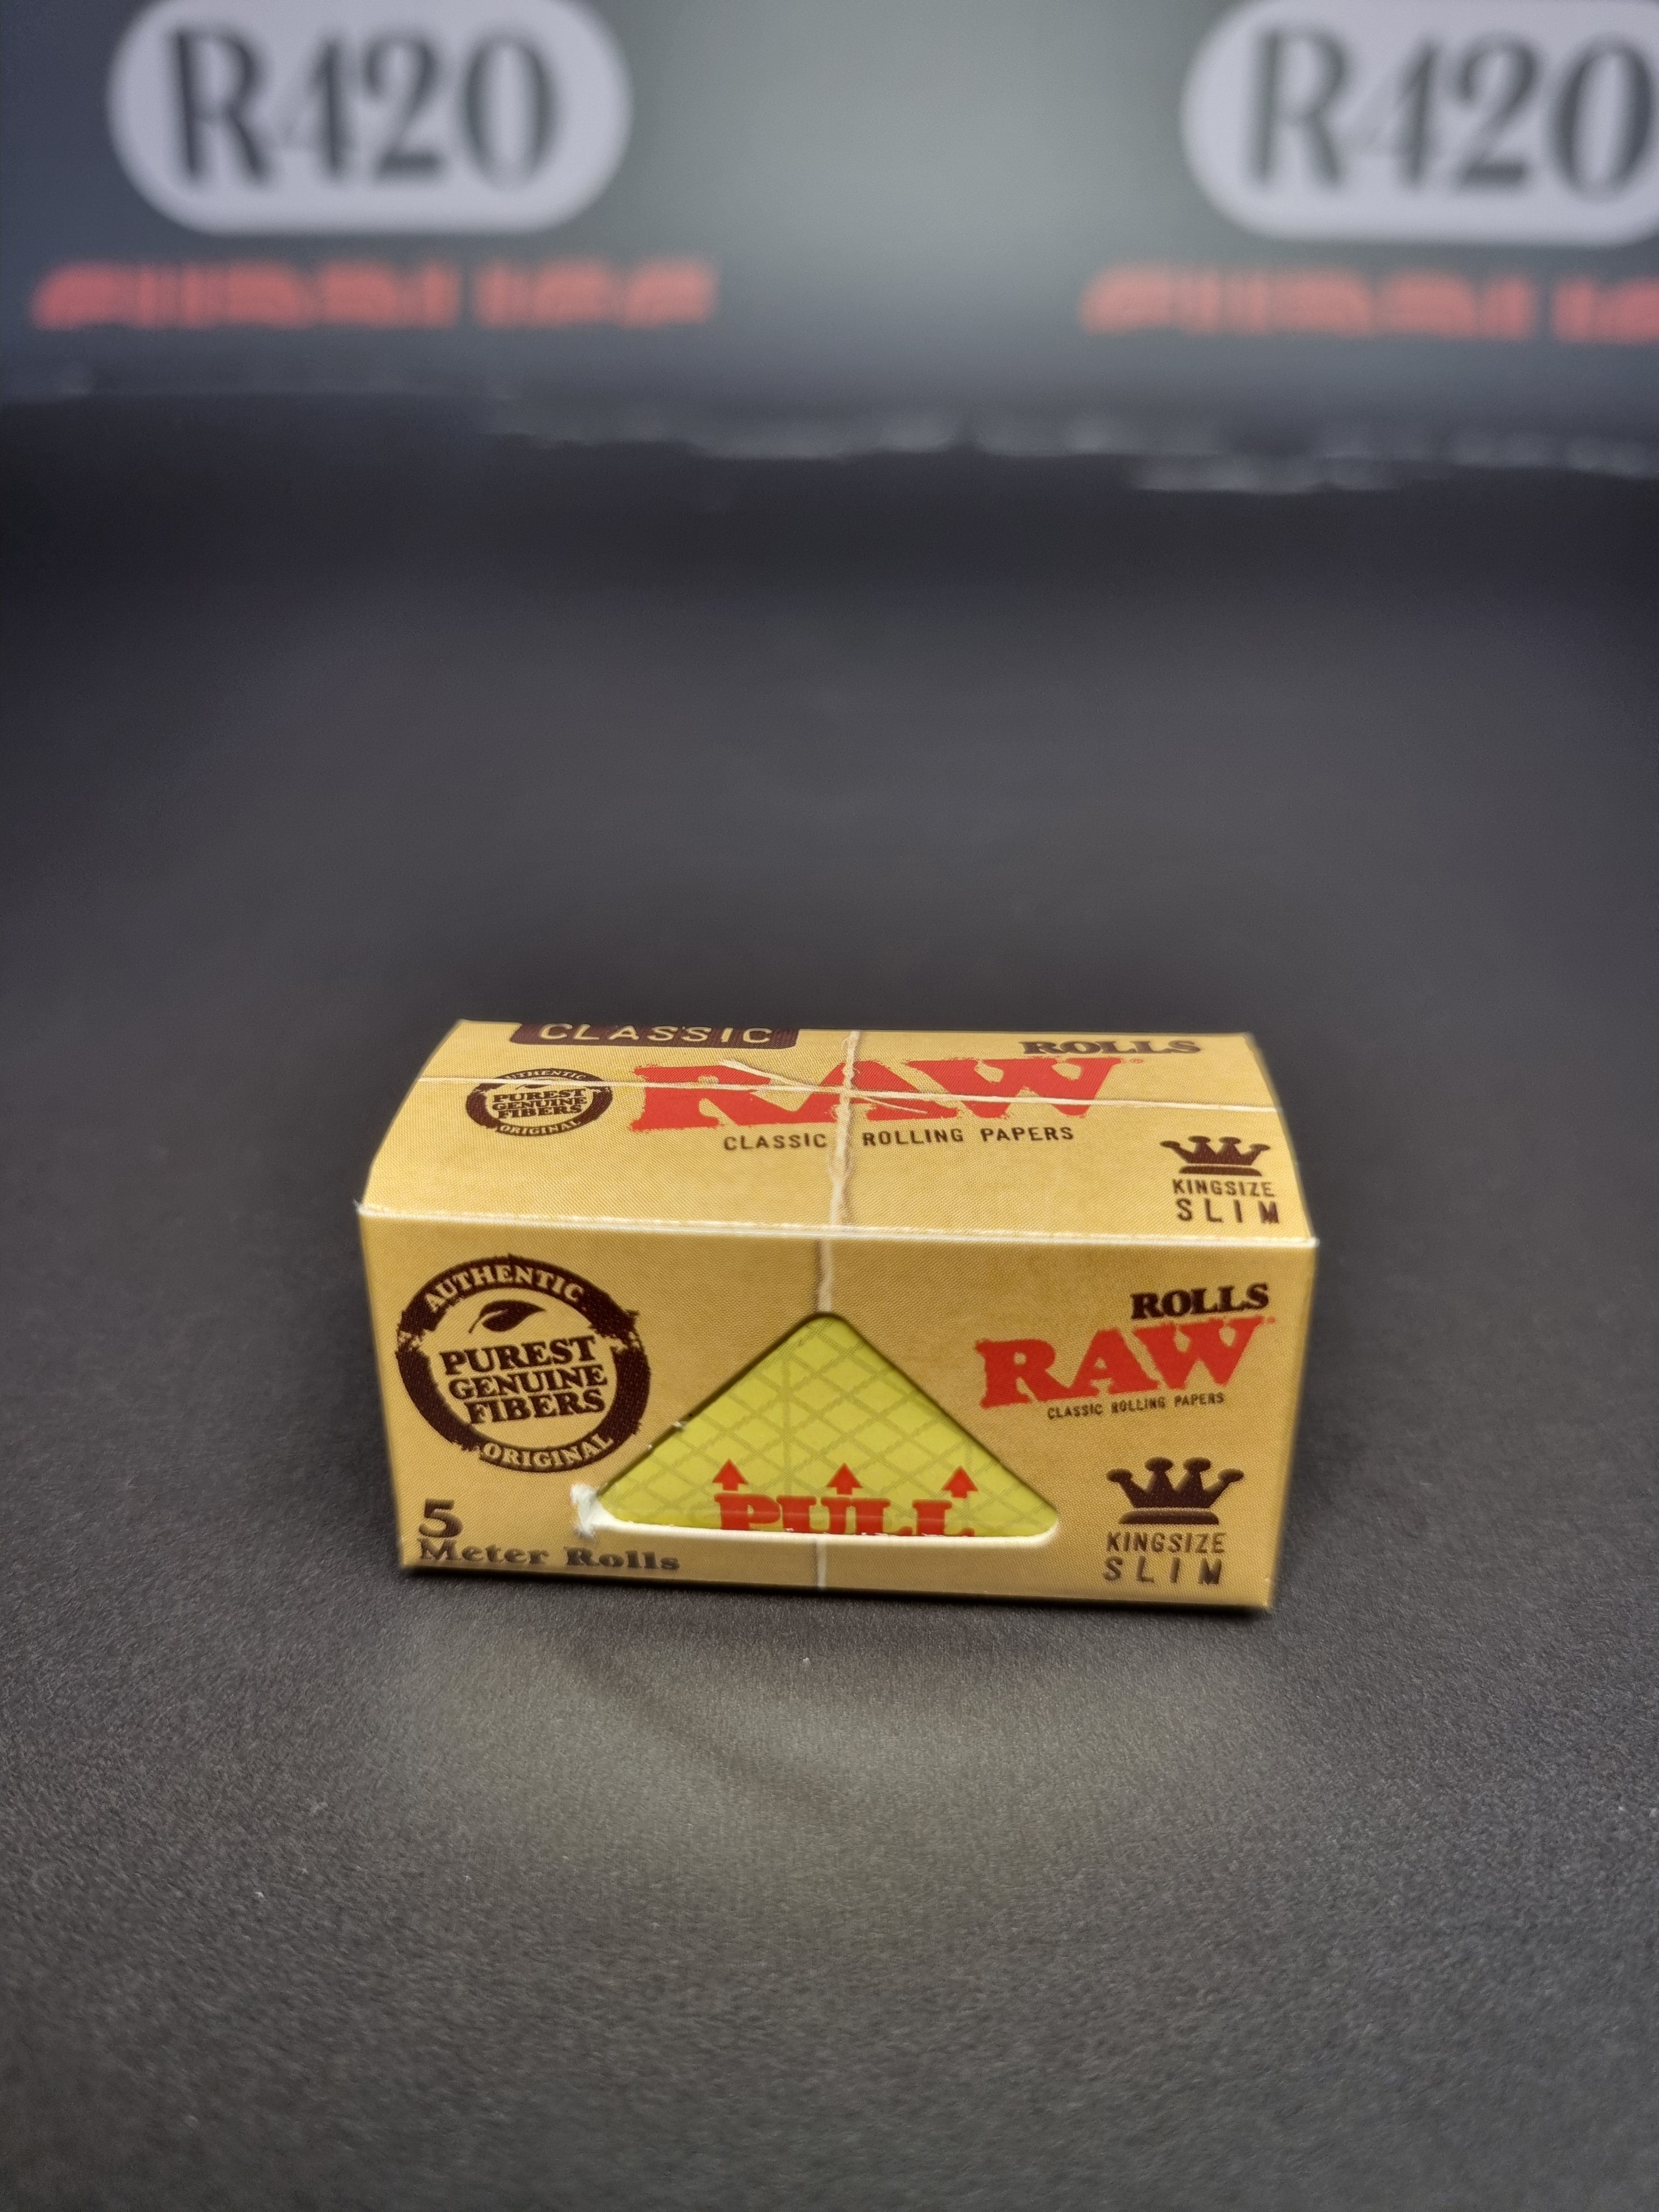 R420
R420
CLASSIC
ROLLS
RAW
AUTHENTIC
PUREST
GENUINE
FIBERS
ORIGINAL
CLASSIC ROLLING PAPERS
KINGSIZE
SLIM
AUTHENTIC
PUREST
GENUINE
FIBERS
ORIGINAL
ROLLS
RAW
CLASSIC ROLLING PAPERS
PULL
5
Meter Rolls
KINGSIZE
SLIM